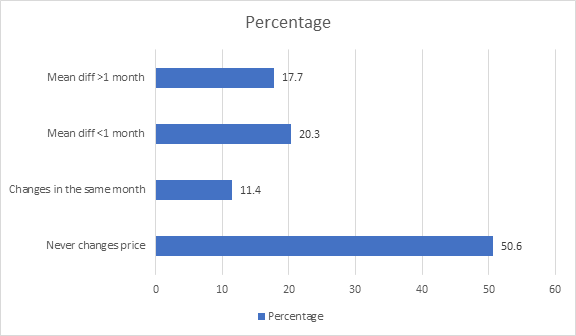 Percentage
Mean diff >1 month
17.7
Mean diff <1 month
20.3
Changes in the same month
11.4
Never changes price
50.6
0 10 20 30 40 50 60
Percentage